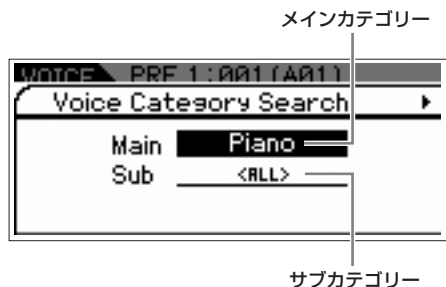 メインカテゴリー
VOICE PRE 1:001(A01)
Voice Category Search
Main Piano
Sub <ALL>
サブカテゴリー